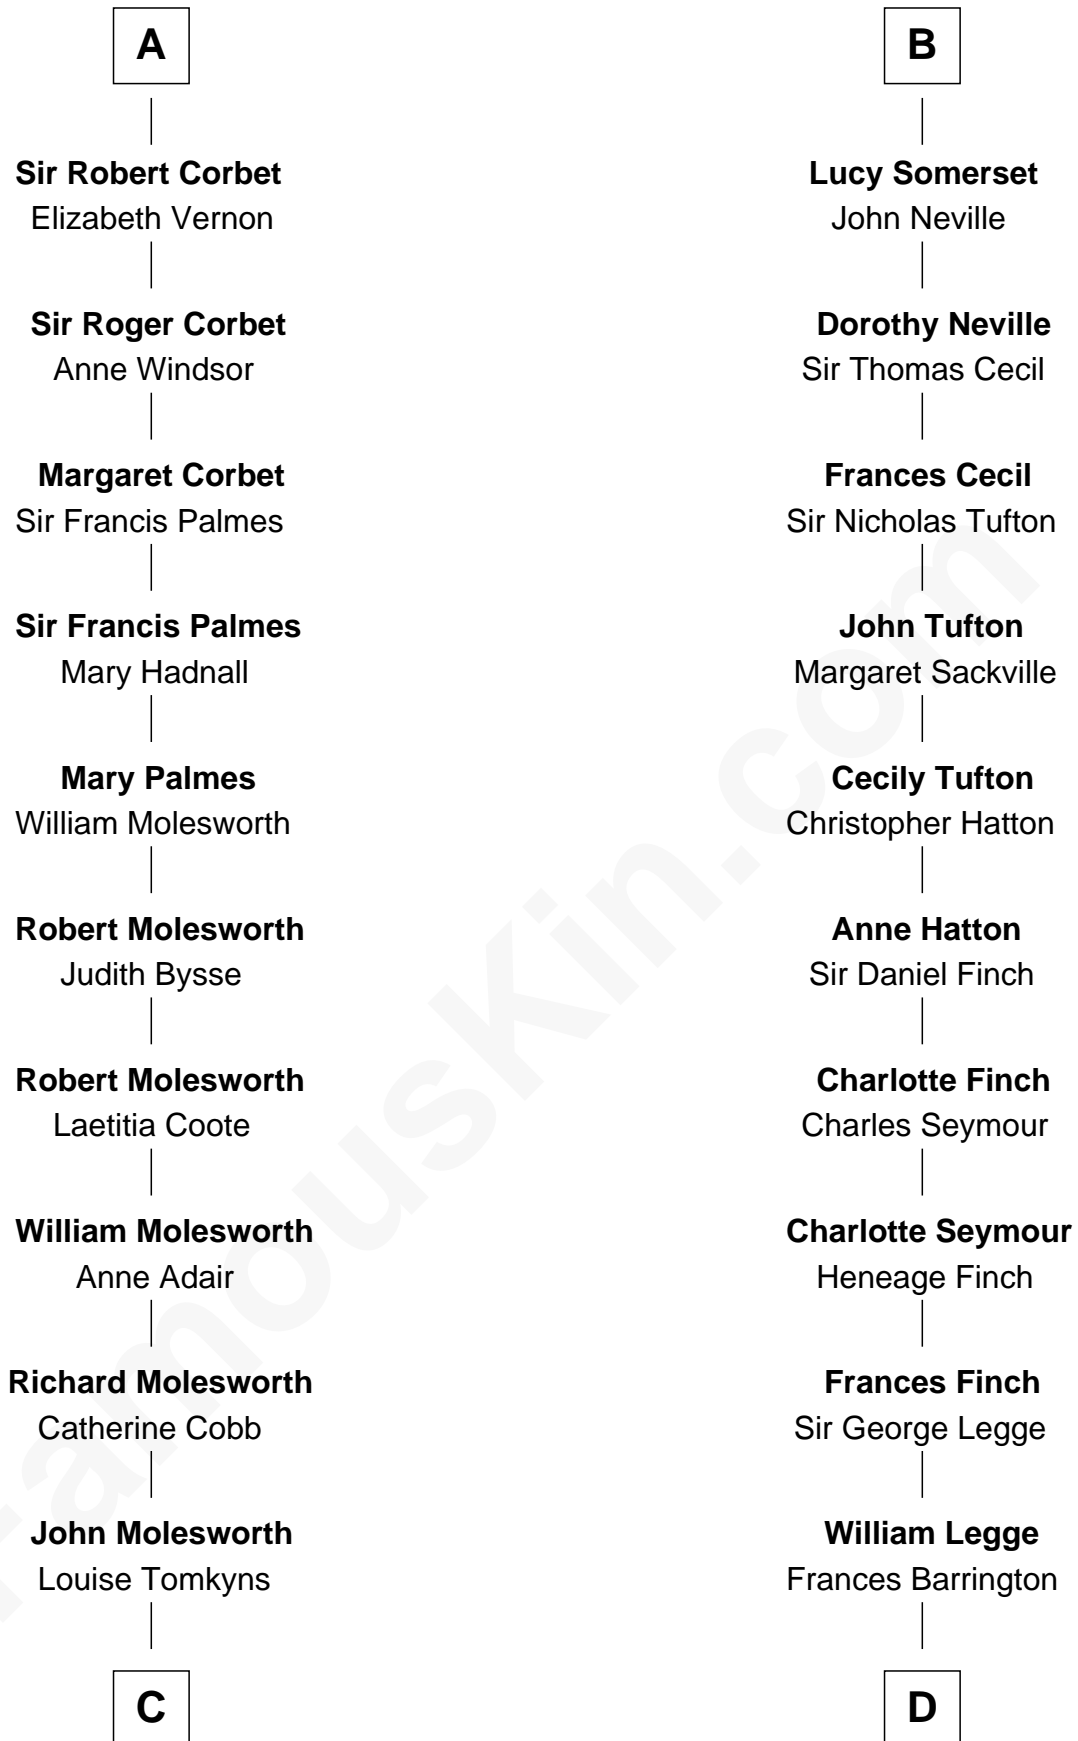 A
Sir Robert Corbet
Elizabeth Vernon
Sir Roger Corbet
Anne Windsor
Margaret Corbet
Sir Francis Palmes
Sir Francis Palmes
Mary Hadnall
Mary Palmes
William Molesworth
Robert Molesworth
Judith Bysse
Robert Molesworth
Laetitia Coote
William Molesworth
Anne Adair
Richard Molesworth
Catherine Cobb
John Molesworth
Louise Tomkyns
C
B
Lucy Somerset
John Neville
Dorothy Neville
Sir Thomas Cecil
Frances Cecil
Sir Nicholas Tufton
John Tufton
Margaret Sackville
Cecily Tufton
Christopher Hatton
Anne Hatton
Sir Daniel Finch
Charlotte Finch
Charles Seymour
Charlotte Seymour
Heneage Finch
Frances Finch
Sir George Legge
William Legge
Frances Barrington
D
FamousKin.com